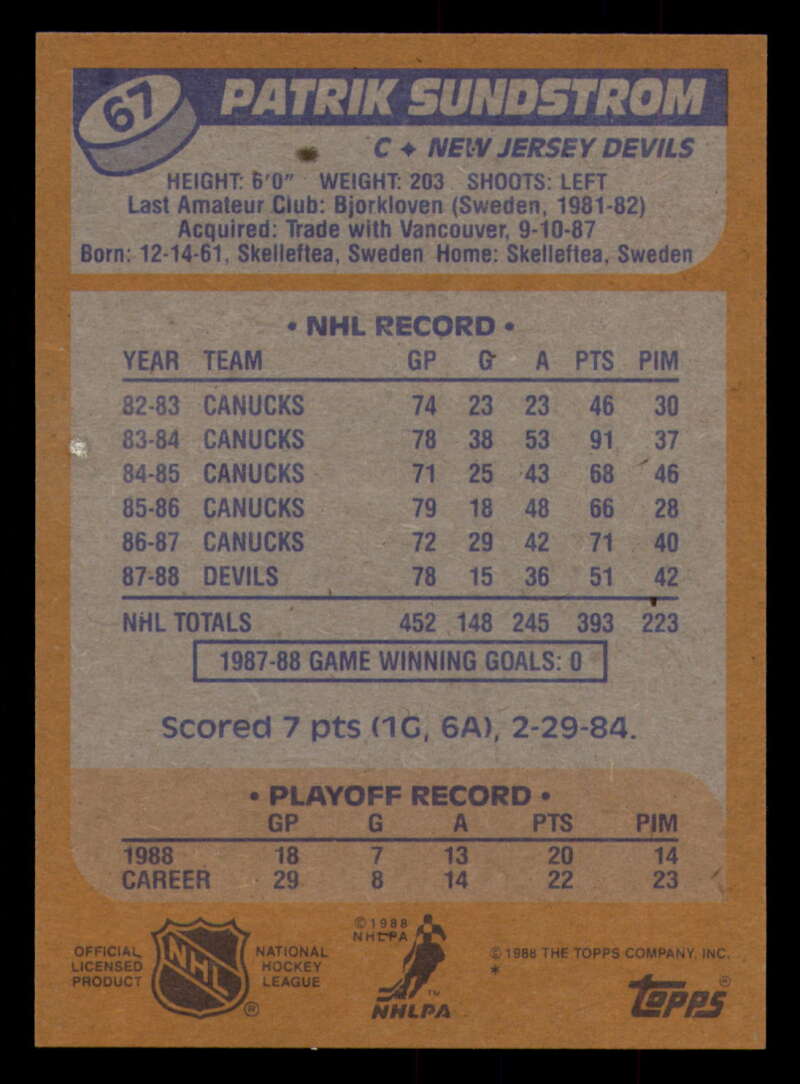 67
PATRIK SUNDSTROM
C ♦ NEW JERSEY DEVILS
HEIGHT: 6'0" WEIGHT: 203 SHOOTS: LEFT
Last Amateur Club: Bjorkloven (Sweden, 1981-82)
Acquired: Trade with Vancouver, 9-10-87
Born: 12-14-61, Skelleftea, Sweden Home: Skelleftea, Sweden
• NHL RECORD •
YEAR TEAM GP G A PTS PIM
82-83 CANUCKS 74 23 23 46 30
83-84 CANUCKS 78 38 53 91 37
84-85 CANUCKS 71 25 43 68 46
85-86 CANUCKS 79 18 48 66 28
86-87 CANUCKS 72 29 42 71 40
87-88 DEVILS 78 15 36 51 42
NHL TOTALS 452 148 245 393 223
1987-88 GAME WINNING GOALS: 0
Scored 7 pts (1G, 6A), 2-29-84.
• PLAYOFF RECORD •
GP G A PTS PIM
1988 18 7 13 20 14
CAREER 29 8 14 22 23
OFFICIAL
LICENSED
PRODUCT
NHL
®
NATIONAL
HOCKEY
LEAGUE
©1988
NHLPA
™
NHLPA
© 1988 THE TOPPS COMPANY, INC.
*
topps®